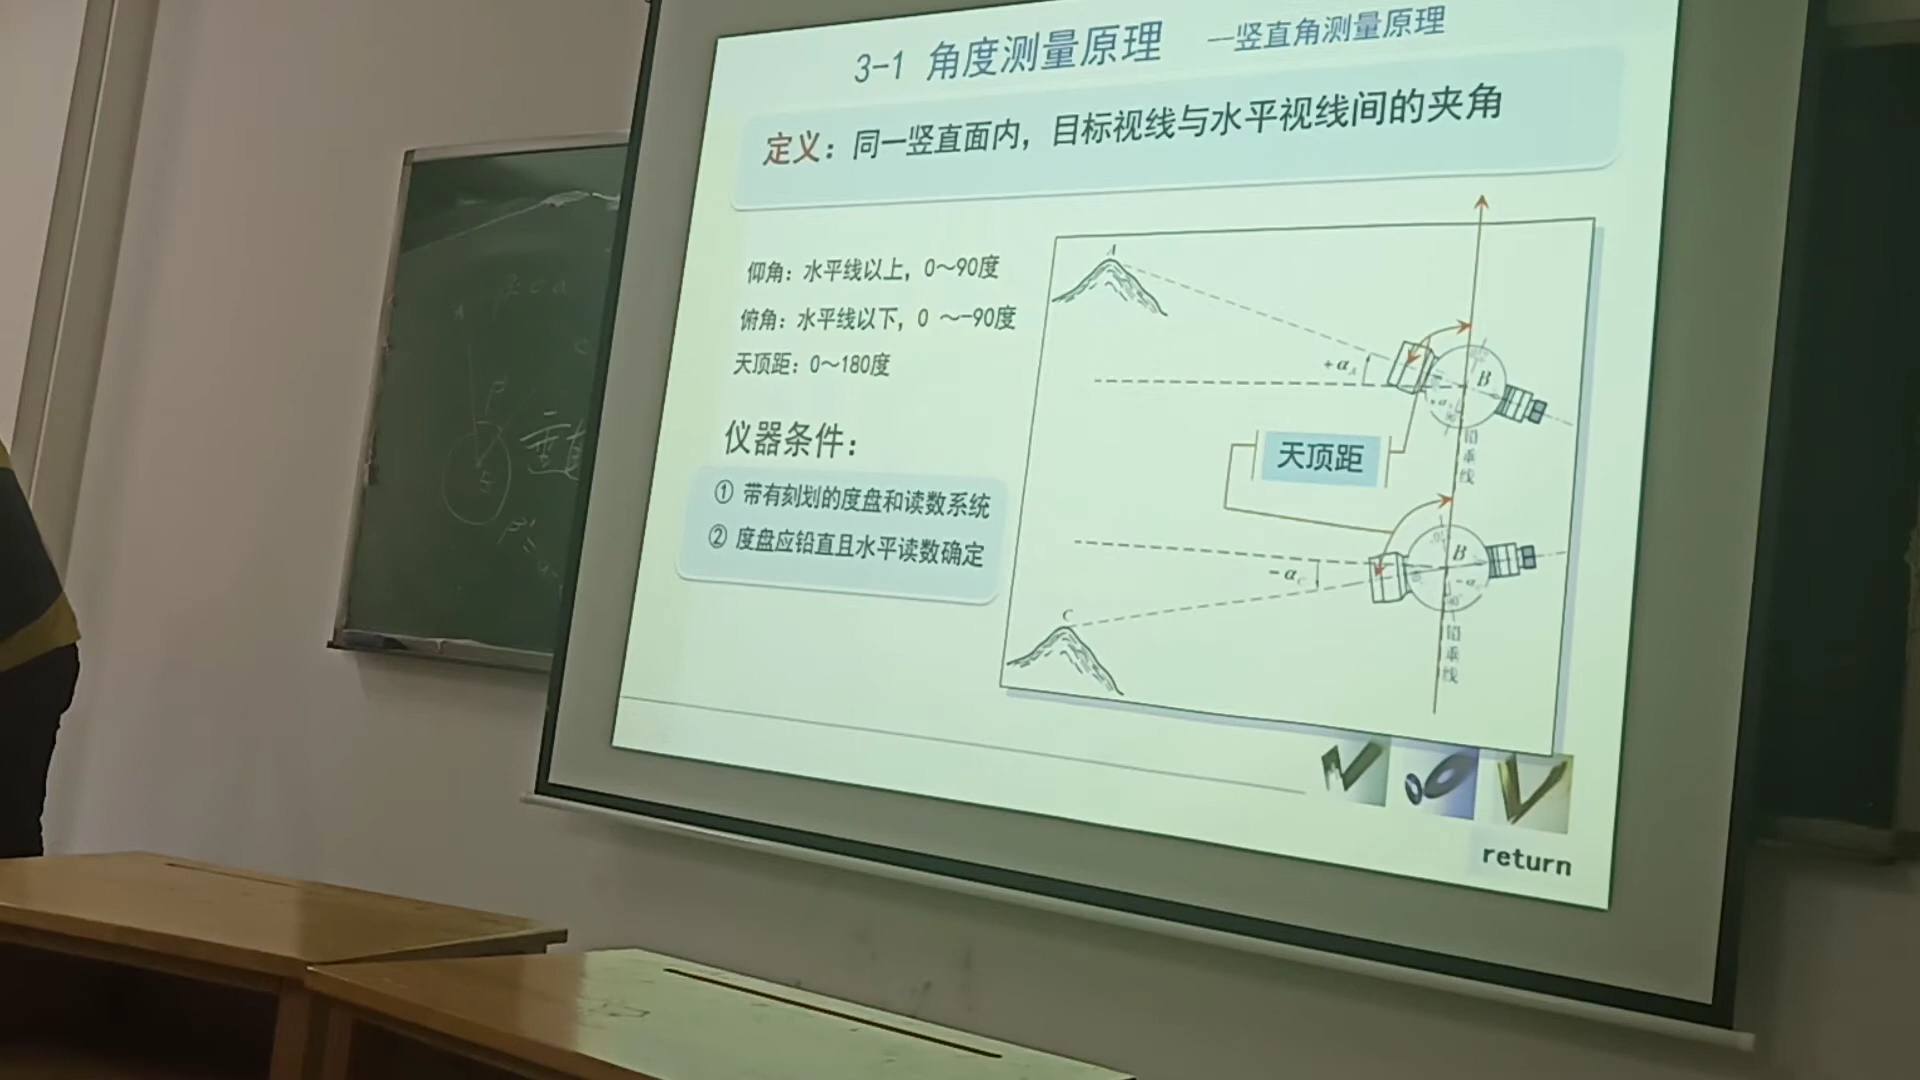 3-1 角度测量原理 —竖直角测量原理
定义：同一竖直面内，目标视线与水平视线间的夹角
仰角：水平线以上，0～90度
俯角：水平线以下，0 ～-90度
天顶距：0～180度
仪器条件：
① 带有刻划的度盘和读数系统
② 度盘应铅直且水平读数确定
A
+α
B
铅垂线
天顶距
-α
B
C
铅垂线
return
垂直